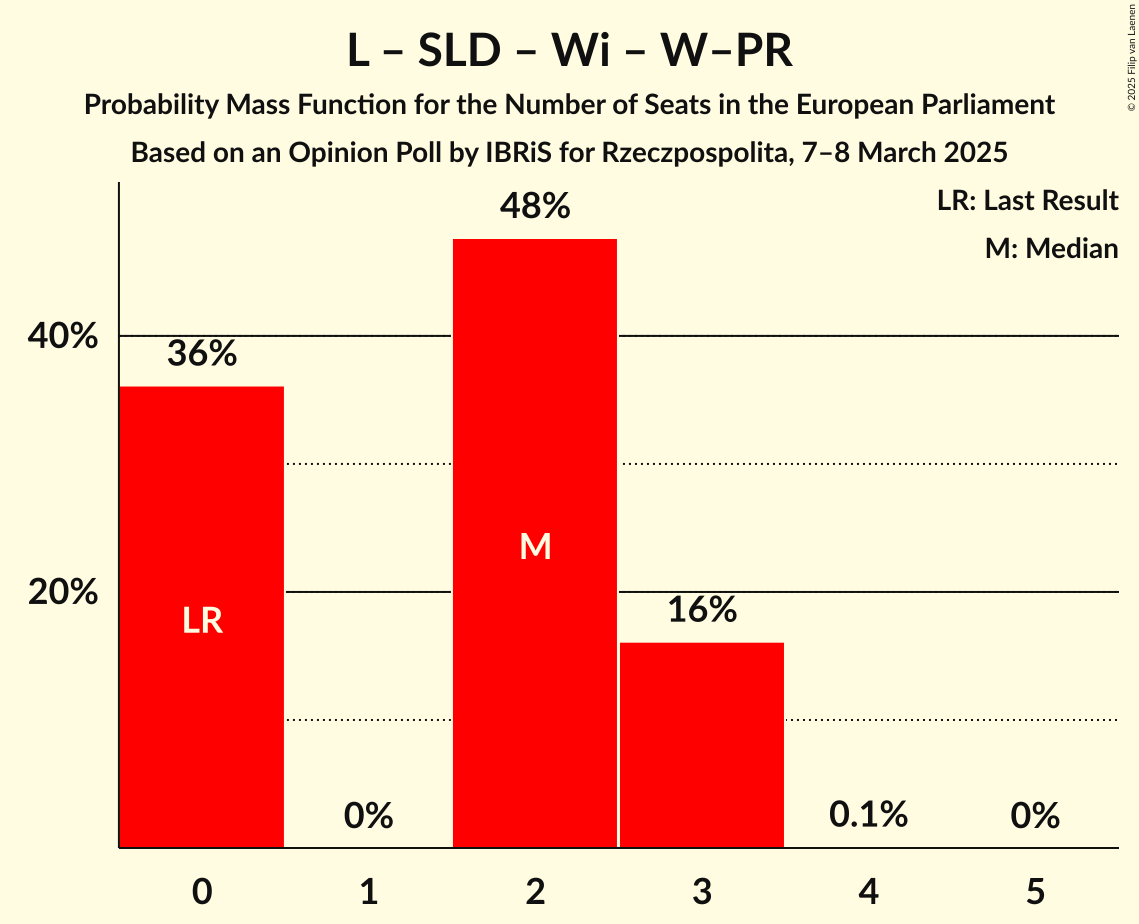 L – SLD – Wi – W–PR
Probability Mass Function for the Number of Seats in the European Parliament
Based on an Opinion Poll by IBRiS for Rzeczpospolita, 7–8 March 2025
© 2025 Filip van Laenen
LR: Last Result
M: Median
48%
40%
36%
M
20%
16%
LR
0%
0.1%
0%
0 1 2 3 4 5